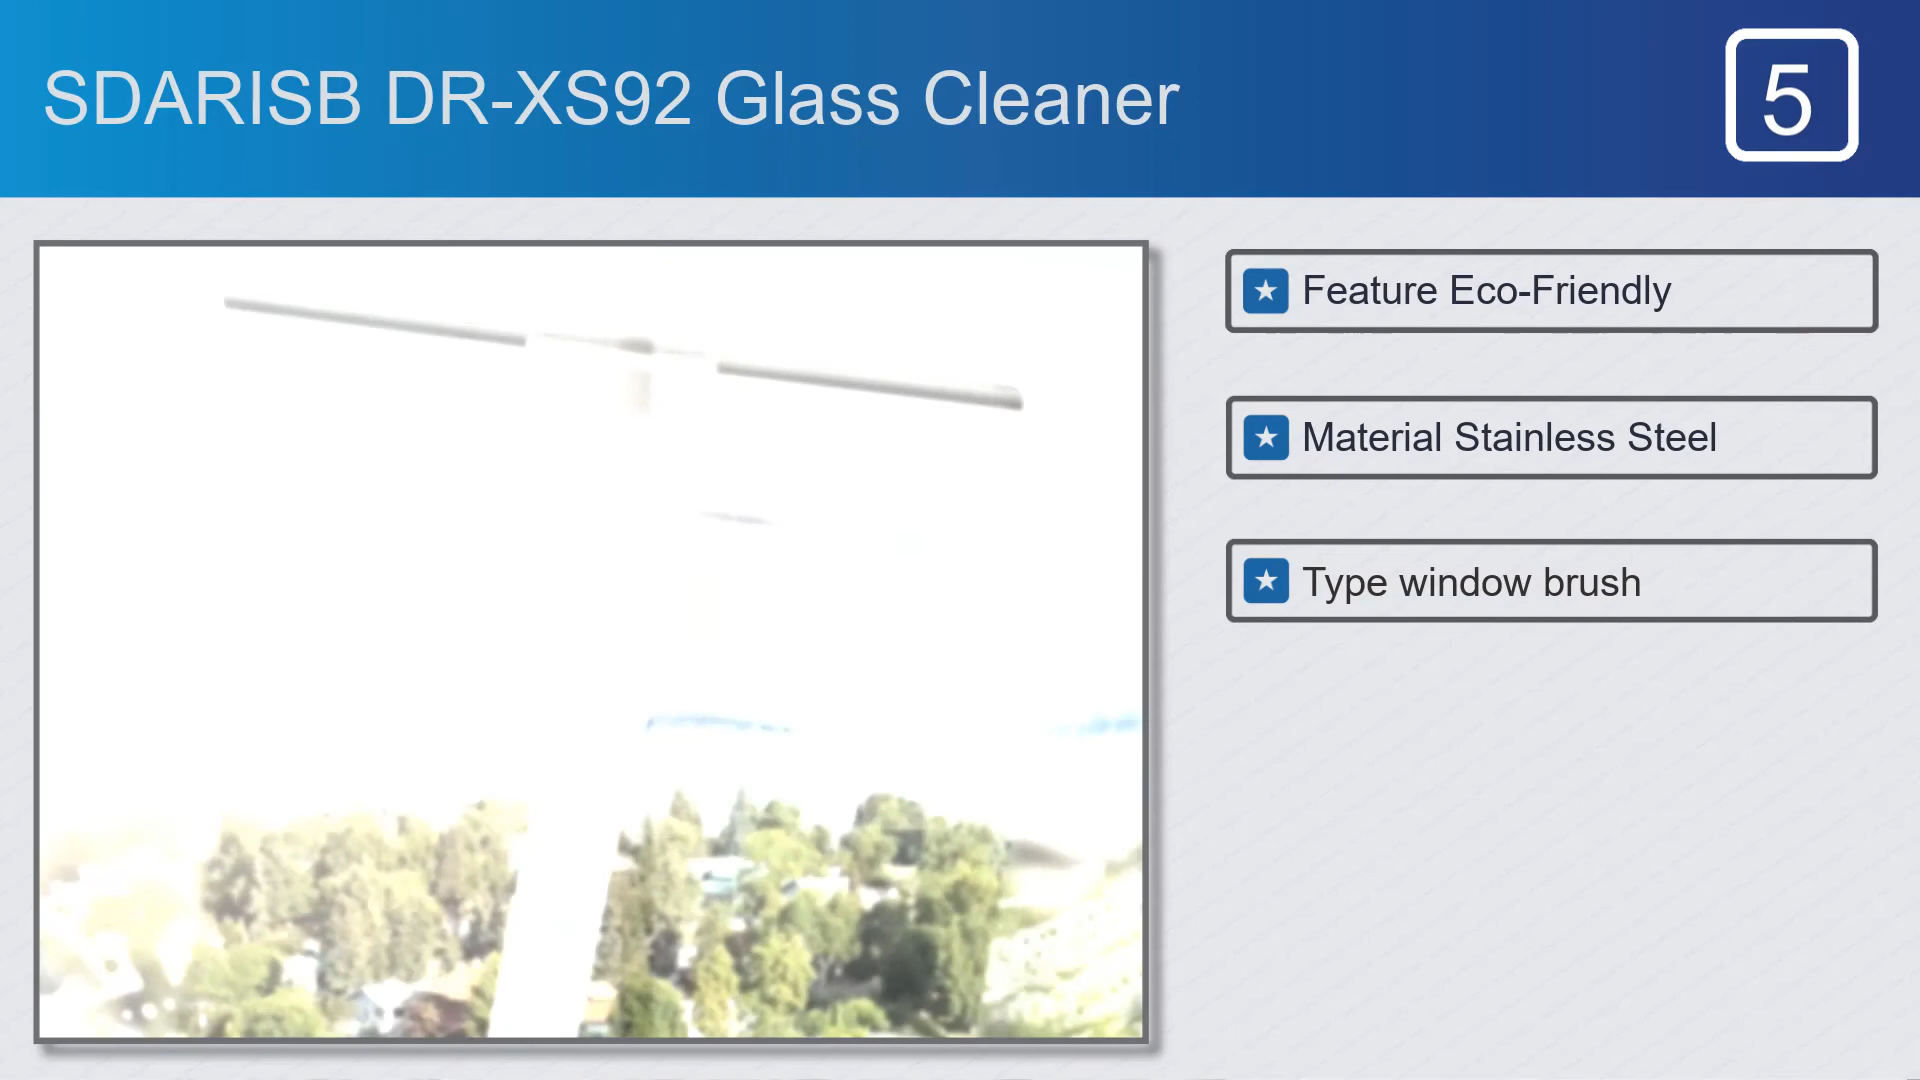 SDARISB DR-XS92 Glass Cleaner
5
Feature Eco-Friendly
Material Stainless Steel
Type window brush